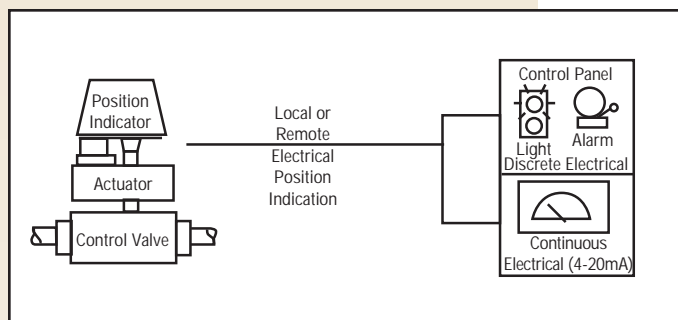 Position
Indicator
Actuator
Control Valve
Local or
Remote
Electrical
Position
Indication
Control Panel
Light
Alarm
Discrete Electrical
Continuous
Electrical (4-20mA)